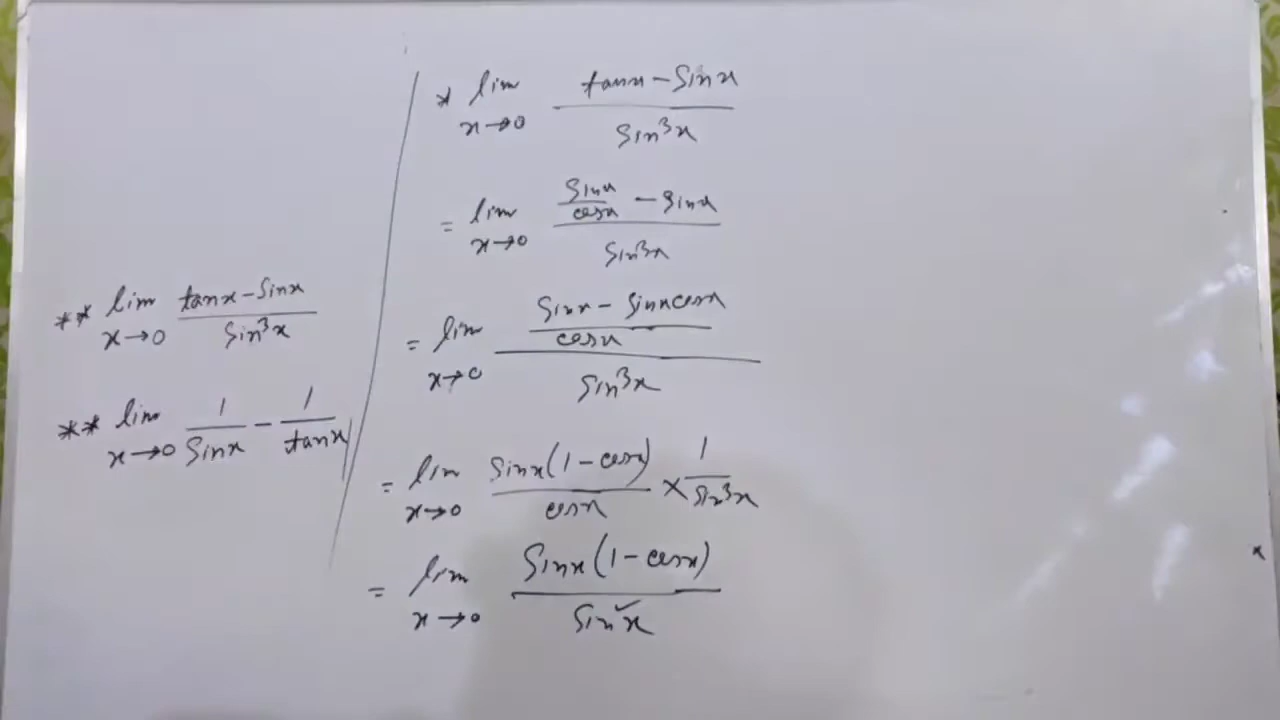 ** lim x→0 (tanx - sinx)/(sin³x)
** lim x→0 1/sinx - 1/tanx
* lim x→0 (tanx - sinx)/(sin³x)
= lim x→0 (sinx/cosx - sinx)/(sin³x)
= lim x→0 ((sinx - sinxcosx)/cosx)/(sin³x)
= lim x→0 (sinx(1-cosx))/cosx × 1/(sin³x)
= lim x→0 (sinx(1-cosx))/(sin²x)